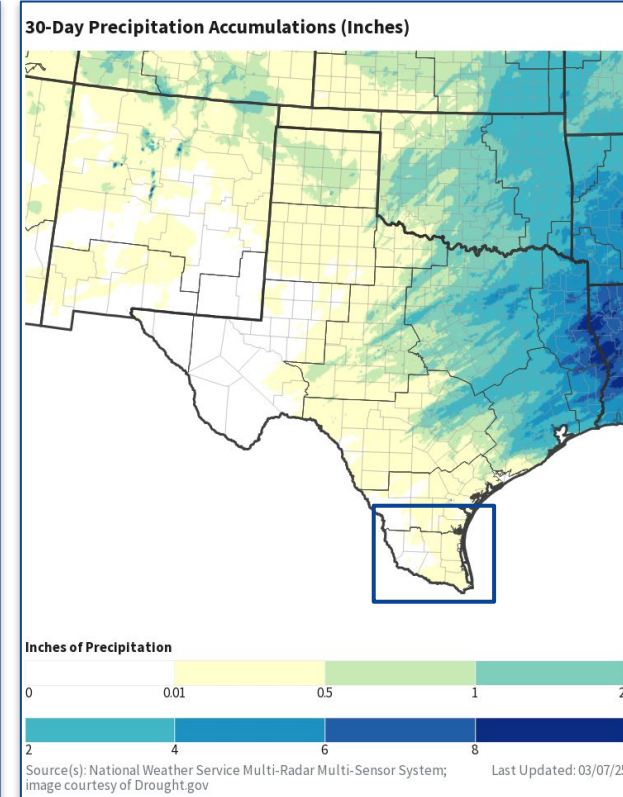 30-Day Precipitation Accumulations (Inches)
Inches of Precipitation
0 0.01 0.5 1 2
2 4 6 8
Source(s): National Weather Service Multi-Radar Multi-Sensor System;
image courtesy of Drought.gov
Last Updated: 03/07/25